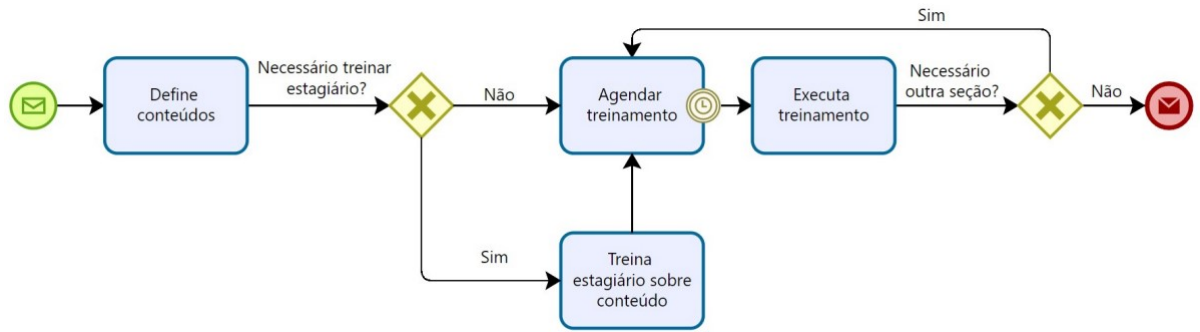 Sim
Define
conteúdos
Necessário treinar
estagiário?
Não
Agendar
treinamento
Executa
treinamento
Necessário
outra seção?
Não
Sim
Treina
estagiário sobre
conteúdo